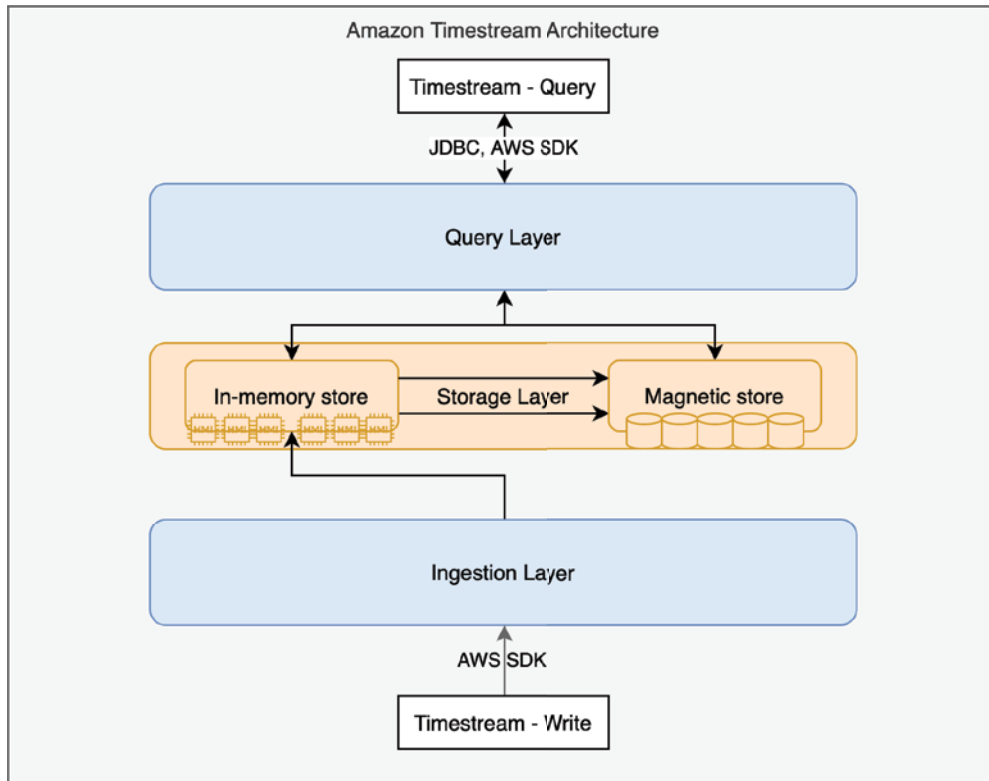 Amazon Timestream Architecture
Timestream - Query
JDBC, AWS SDK
Query Layer
In-memory store
Storage Layer
Magnetic store
Ingestion Layer
AWS SDK
Timestream - Write